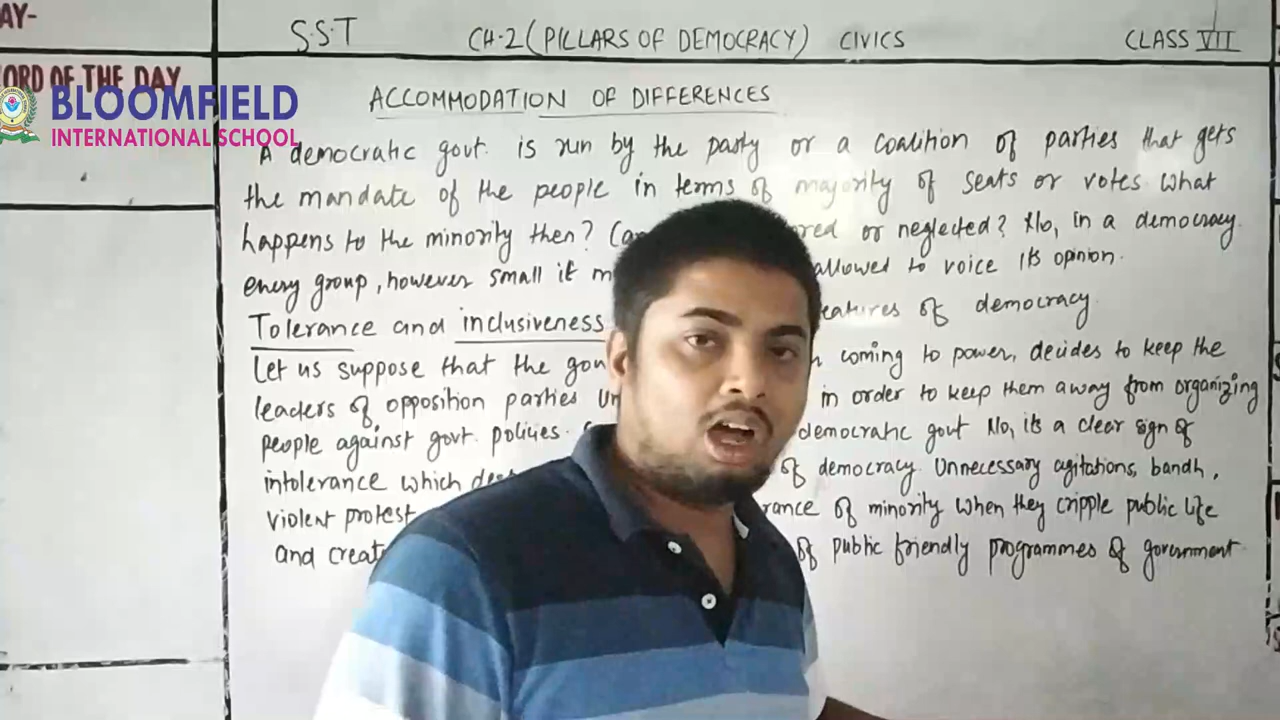 AY-
S.S.T CH-2 (PILLARS OF DEMOCRACY) CIVICS CLASS VII
ORD OF THE DAY
BLOOMFIELD
INTERNATIONAL SCHOOL
ACCOMMODATION OF DIFFERENCES
A democratic govt. is run by the party or a coalition of parties that gets
the mandate of the people in terms of majority of seats or votes what
happens to the minority then? or neglected? No, in a democracy
every group, however small it allowed to voice its opinion.
Tolerance and inclusiveness features of democracy.
Let us suppose that the coming to power, decides to keep the
leaders of opposition parties in order to keep them away from organizing
people against govt. policies. democratic govt No, its a clear sign of
intolerance which of democracy. Unnecessary agitations, bandh,
violent protest of minority when they cripple public life
and of public friendly programmes of government.